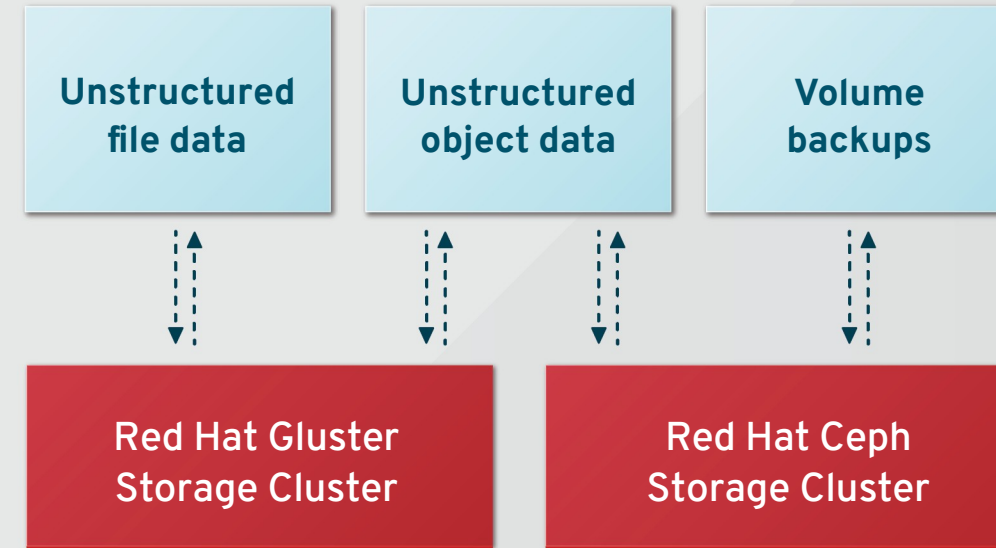 Unstructured
file data
Unstructured
object data
Volume
backups
Red Hat Gluster
Storage Cluster
Red Hat Ceph
Storage Cluster